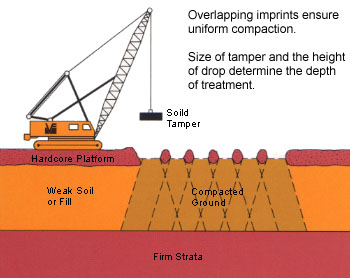 Overlapping imprints ensure
uniform compaction.
Size of tamper and the height
of drop determine the depth
of treatment.
Soild
Tamper
Hardcore Platform
Weak Soil
or Fill
Compacted
Ground
Firm Strata